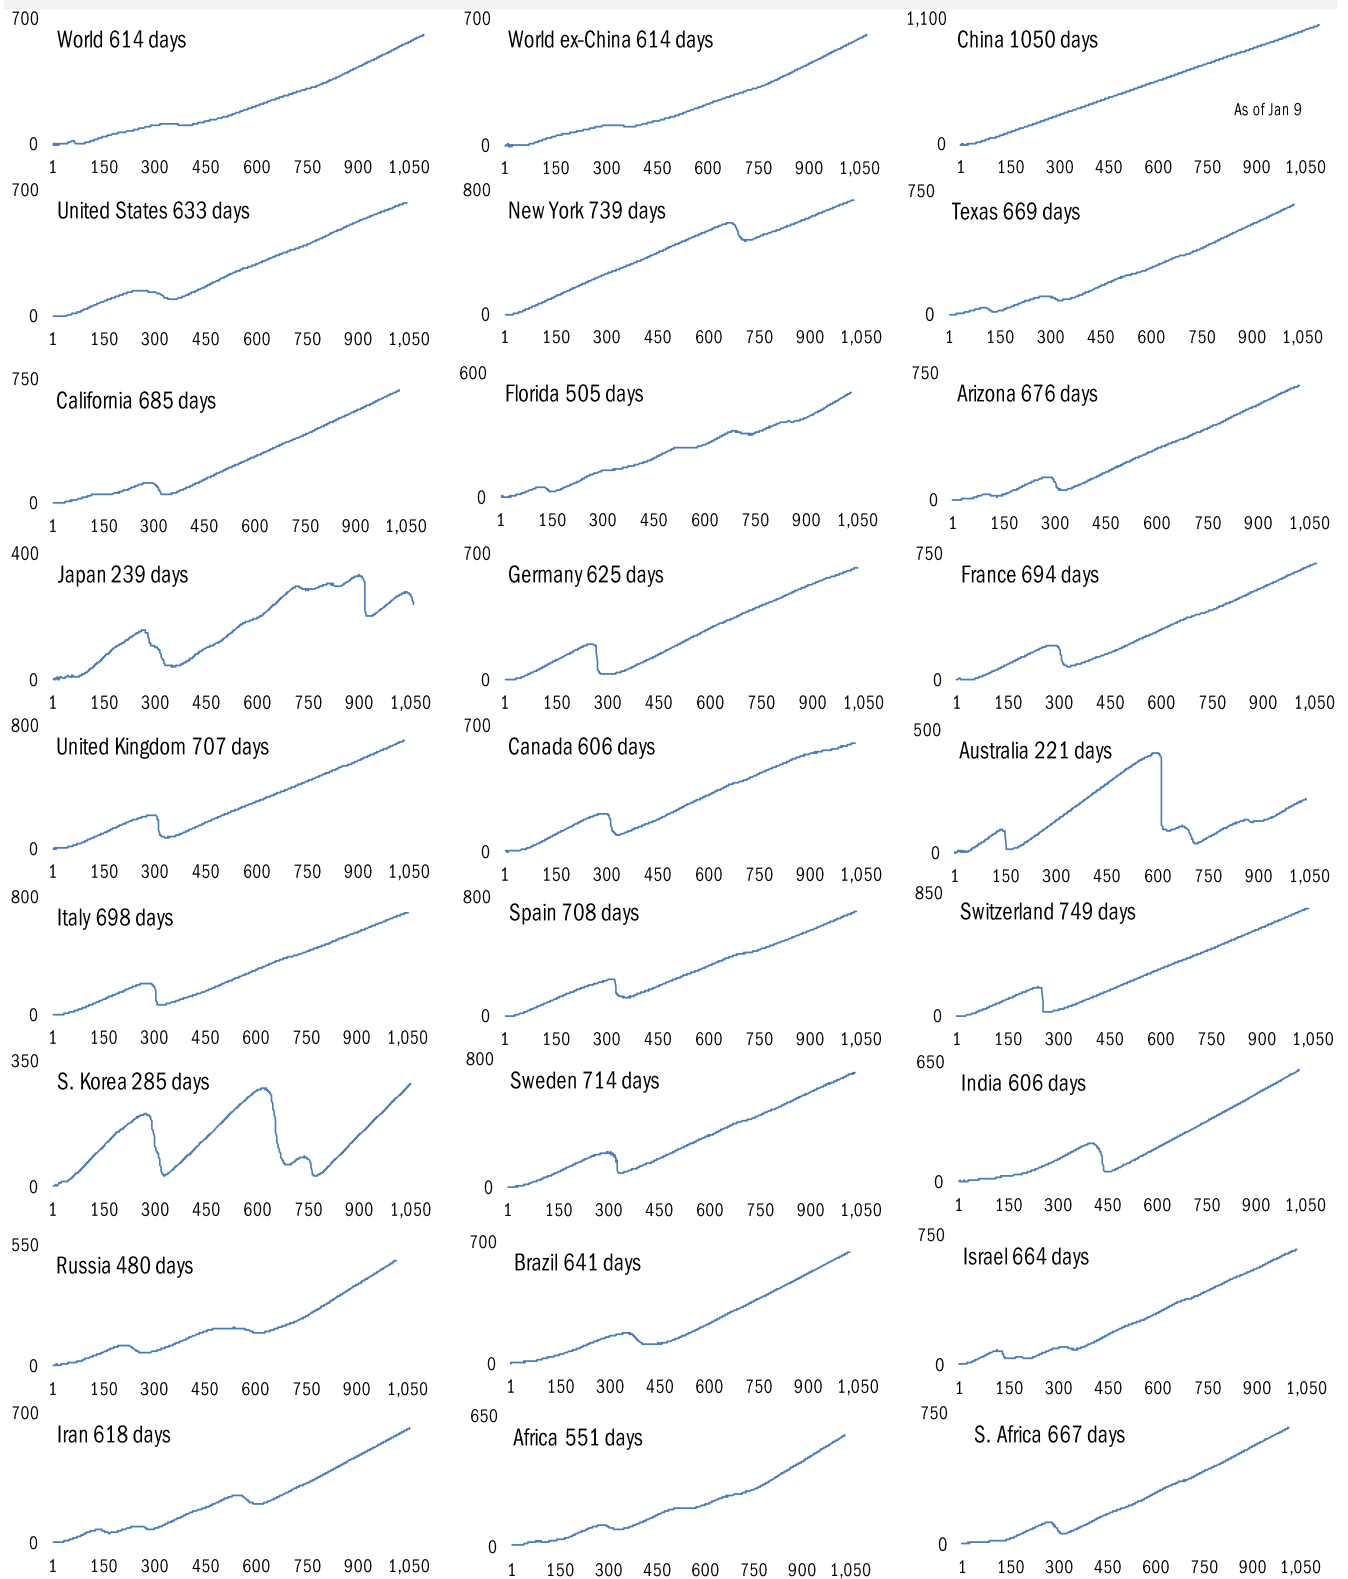 700
World 614 days
0
1 150 300 450 600 750 900 1,050
700
World ex-China 614 days
0
1 150 300 450 600 750 900 1,050
1,100
China 1050 days
As of Jan 9
0
1 150 300 450 600 750 900 1,050
700
United States 633 days
0
1 150 300 450 600 750 900 1,050
800
New York 739 days
0
1 150 300 450 600 750 900 1,050
750
Texas 669 days
0
1 150 300 450 600 750 900 1,050
750
California 685 days
0
1 150 300 450 600 750 900 1,050
600
Florida 505 days
0
1 150 300 450 600 750 900 1,050
750
Arizona 676 days
0
1 150 300 450 600 750 900 1,050
400
Japan 239 days
0
1 150 300 450 600 750 900 1,050
700
Germany 625 days
0
1 150 300 450 600 750 900 1,050
750
France 694 days
0
1 150 300 450 600 750 900 1,050
800
United Kingdom 707 days
0
1 150 300 450 600 750 900 1,050
700
Canada 606 days
0
1 150 300 450 600 750 900 1,050
500
Australia 221 days
0
1 150 300 450 600 750 900 1,050
800
Italy 698 days
0
1 150 300 450 600 750 900 1,050
800
Spain 708 days
0
1 150 300 450 600 750 900 1,050
850
Switzerland 749 days
0
1 150 300 450 600 750 900 1,050
350
S. Korea 285 days
0
1 150 300 450 600 750 900 1,050
800
Sweden 714 days
0
1 150 300 450 600 750 900 1,050
650
India 606 days
0
1 150 300 450 600 750 900 1,050
550
Russia 480 days
0
1 150 300 450 600 750 900 1,050
700
Brazil 641 days
0
1 150 300 450 600 750 900 1,050
750
Israel 664 days
0
1 150 300 450 600 750 900 1,050
700
Iran 618 days
0
1 150 300 450 600 750 900 1,050
650
Africa 551 days
0
1 150 300 450 600 750 900 1,050
750
S. Africa 667 days
0
1 150 300 450 600 750 900 1,050